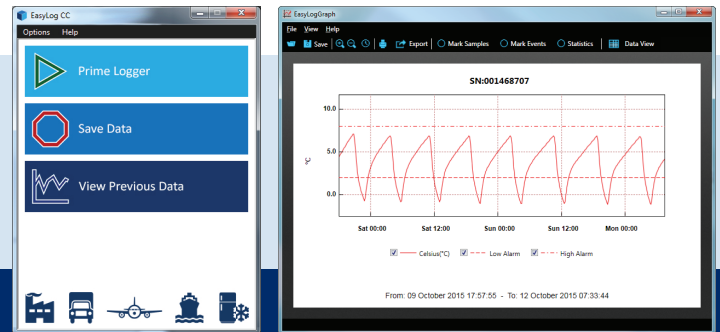 EasyLog CC
Options Help
Prime Logger
Save Data
View Previous Data
EasyLogGraph
File View Help
Save Export Mark Samples Mark Events Statistics Data View
SN:001468707
10.0
5.0
0.0
°C
Sat 00:00 Sat 12:00 Sun 00:00 Sun 12:00 Mon 00:00
Celsius(°C) Low Alarm High Alarm
From: 09 October 2015 17:57:55 - To: 12 October 2015 07:33:44